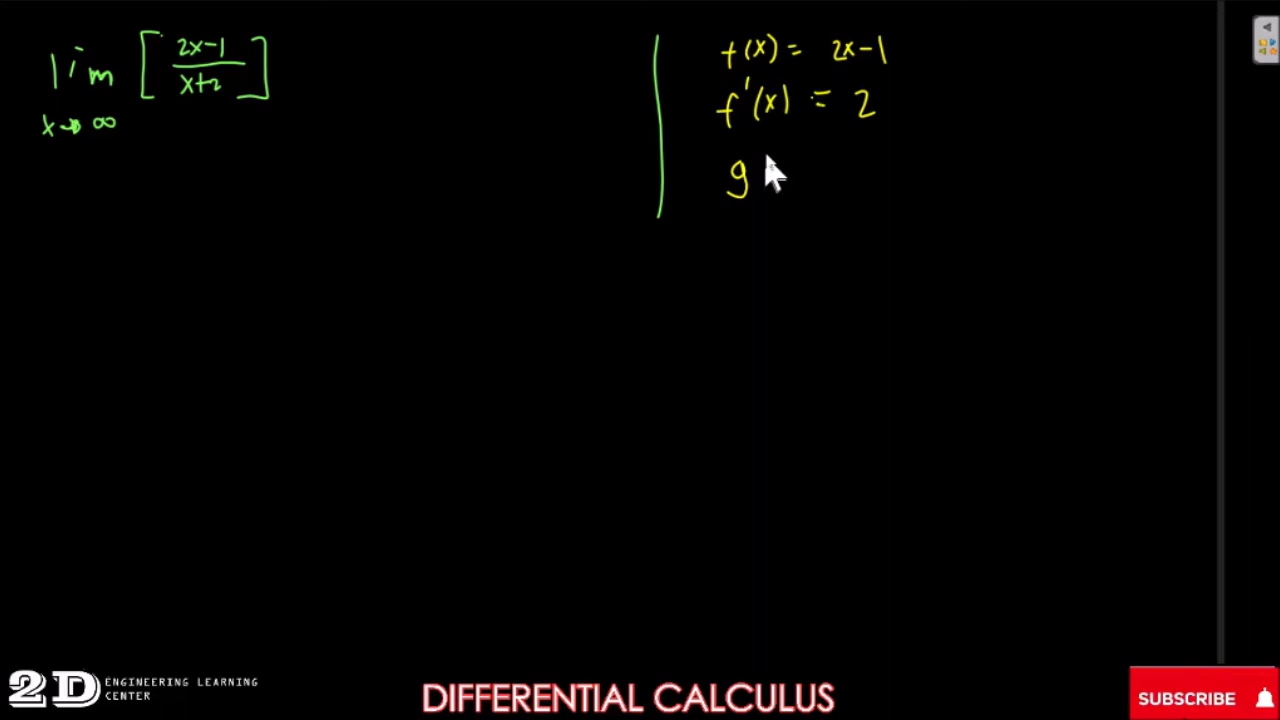 lim [ 2x-1 / x+2 ]
x→∞
f(x) = 2x-1
f'(x) = 2
g
2D ENGINEERING LEARNING
CENTER
DIFFERENTIAL CALCULUS
SUBSCRIBE